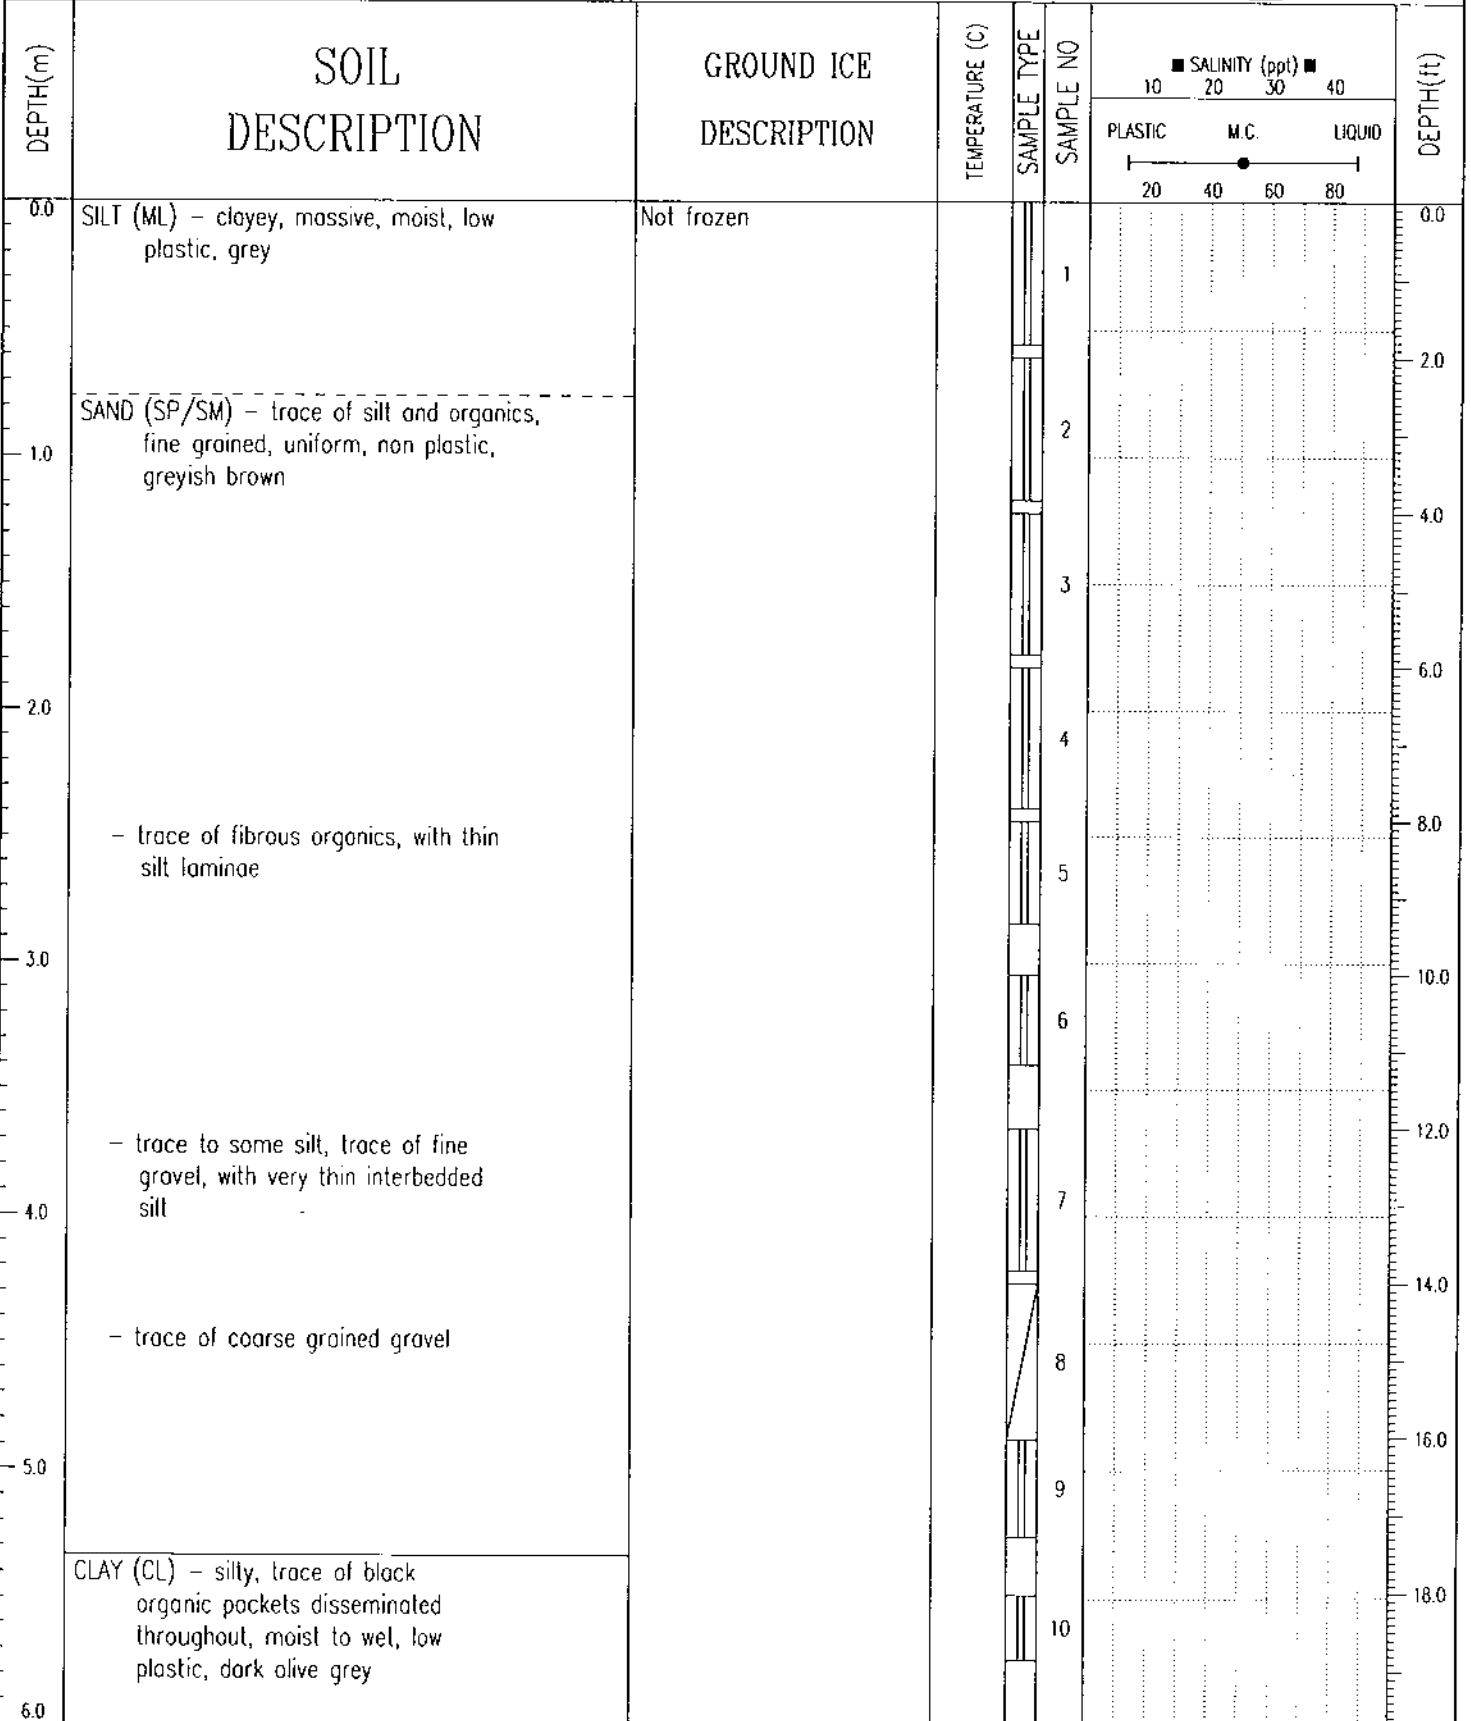 DEPTH(m)
SOIL
DESCRIPTION
GROUND ICE
DESCRIPTION
TEMPERATURE (C)
SAMPLE TYPE
SAMPLE NO
■ SALINITY (ppt) ■
10 20 30 40
PLASTIC M.C. LIQUID
20 40 60 80
DEPTH(ft)
0.0
SILT (ML) – clayey, massive, moist, low
plastic, grey
Not frozen
0.0
1
2.0
SAND (SP/SM) – trace of silt and organics,
fine grained, uniform, non plastic,
greyish brown
1.0
2
4.0
3
6.0
2.0
4
– trace of fibrous organics, with thin
silt laminae
8.0
5
3.0
10.0
6
– trace to some silt, trace of fine
gravel, with very thin interbedded
silt
12.0
7
4.0
14.0
– trace of coarse grained gravel
8
16.0
5.0
9
CLAY (CL) – silty, trace of black
organic pockets disseminated
throughout, moist to wet, low
plastic, dark olive grey
18.0
10
6.0